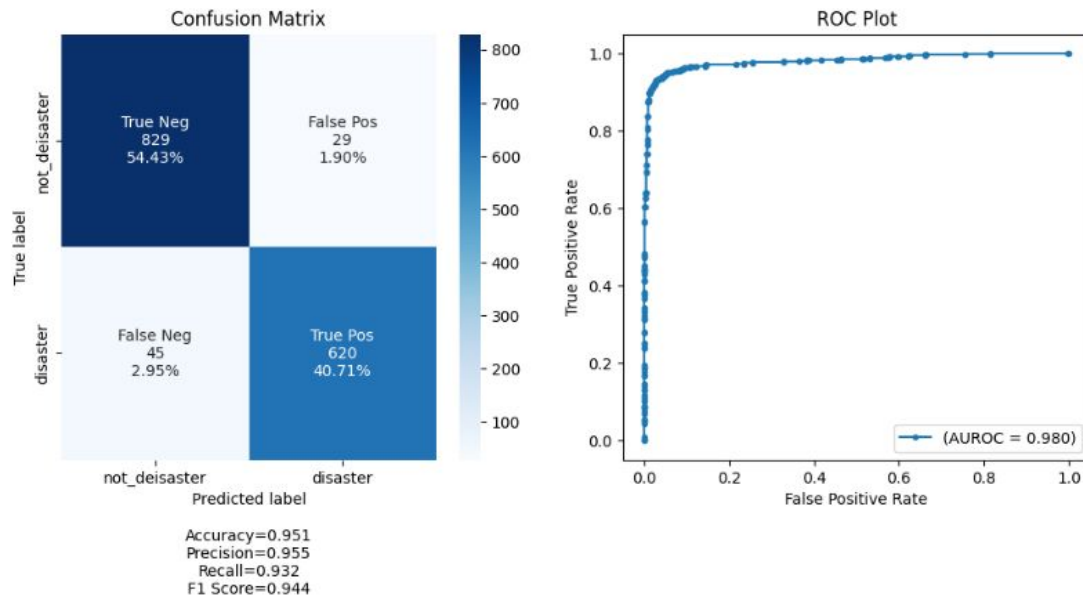 Confusion Matrix
True label
not_deisaster
disaster
True Neg
829
54.43%
False Pos
29
1.90%
False Neg
45
2.95%
True Pos
620
40.71%
not_deisaster
disaster
Predicted label
800
700
600
500
400
300
200
100
Accuracy=0.951
Precision=0.955
Recall=0.932
F1 Score=0.944
ROC Plot
True Positive Rate
1.0
0.8
0.6
0.4
0.2
0.0
(AUROC = 0.980)
0.0
0.2
0.4
0.6
0.8
1.0
False Positive Rate